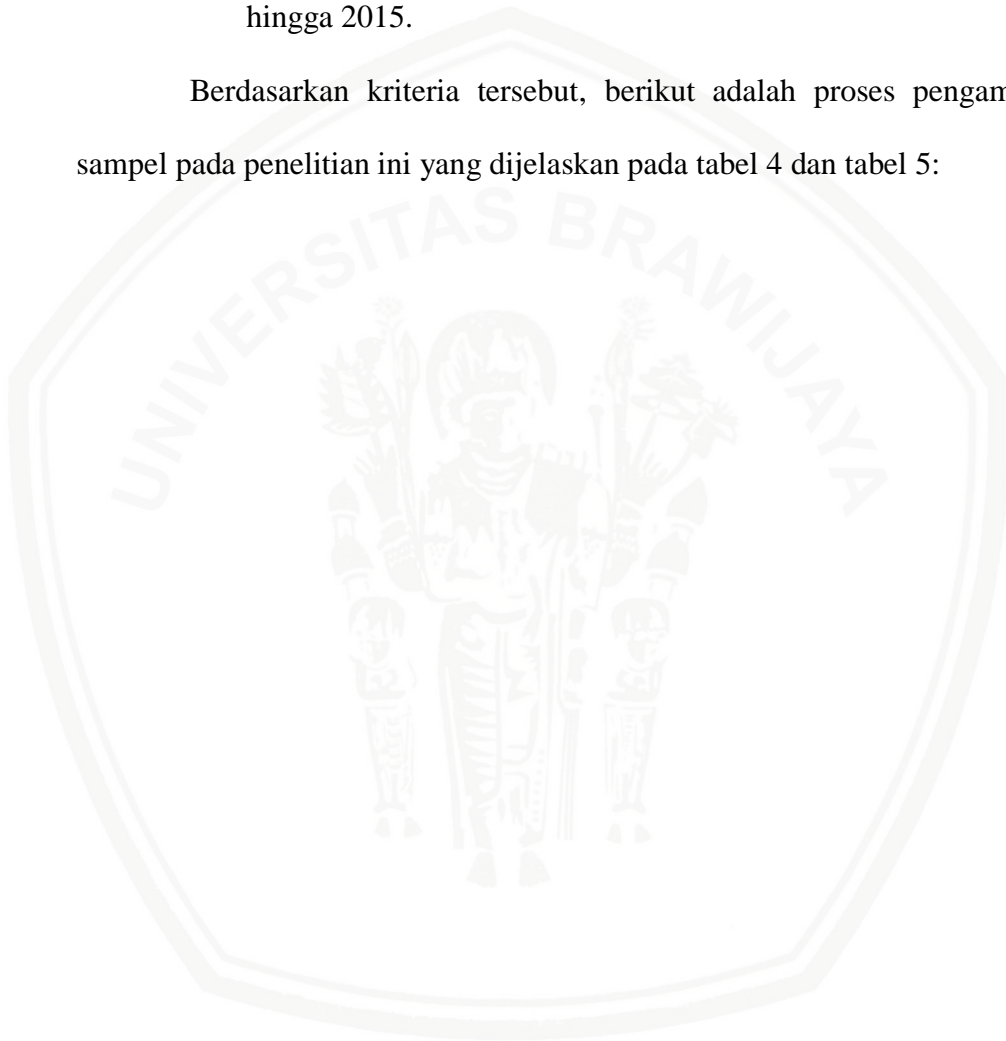 hingga 2015.
Berdasarkan kriteria tersebut, berikut adalah proses pengam
sampel pada penelitian ini yang dijelaskan pada tabel 4 dan tabel 5:
UNIVERSITAS BRAWIJAYA